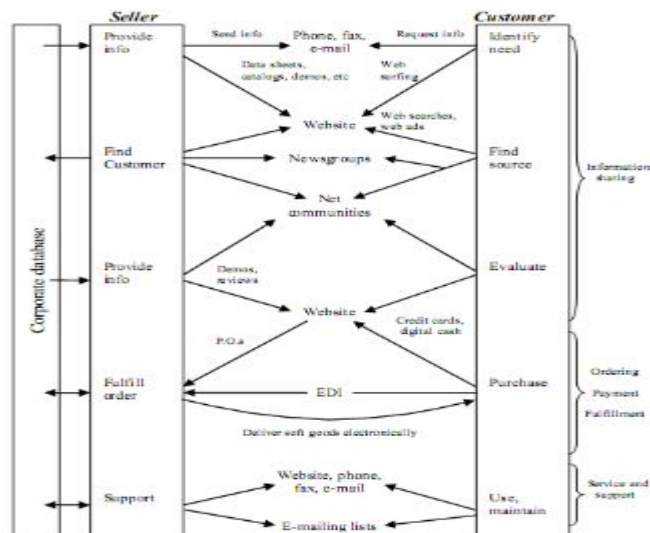 Seller
Customer
Provide
info
Send info
Phone, fax,
e-mail
Request info
Identify
need
Data sheets,
catalogs, demos, etc
Web
surfing
Website
Web searches,
web ads
Find
Customer
Newsgroups
Find
source
Information
sharing
Net
communities
Corporate database
Provide
info
Demos,
reviews
Evaluate
Website
Credit cards,
digital cash
P.O.s
Fulfill
order
EDI
Purchase
Ordering
Payment
Fulfillment
Deliver soft goods electronically
Website, phone,
fax, e-mail
Support
Use,
maintain
Service and
support
E-mailing lists